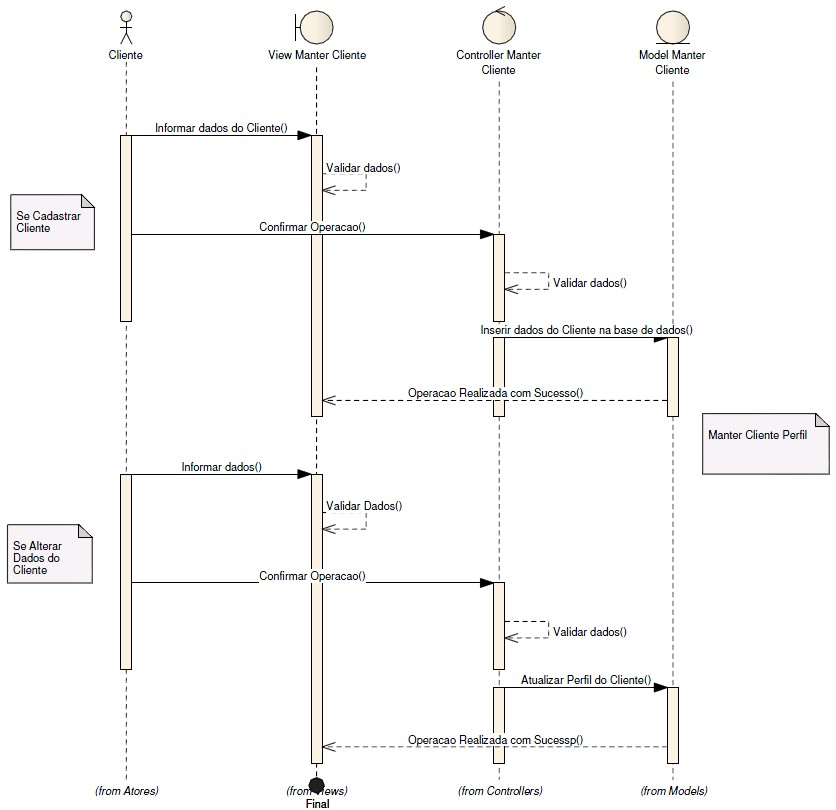 Cliente
View Manter Cliente
Controller Manter
Cliente
Model Manter
Cliente
Informar dados do Cliente()
Validar dados()
Se Cadastrar
Cliente
Confirmar Operacao()
Validar dados()
Inserir dados do Cliente na base de dados()
Operacao Realizada com Sucesso()
Manter Cliente Perfil
Informar dados()
Validar Dados()
Se Alterar
Dados do
Cliente
Confirmar Operacao()
Validar dados()
Atualizar Perfil do Cliente()
Operacao Realizada com Sucessp()
(from Atores)
(from Views)
(from Controllers)
(from Models)
Final